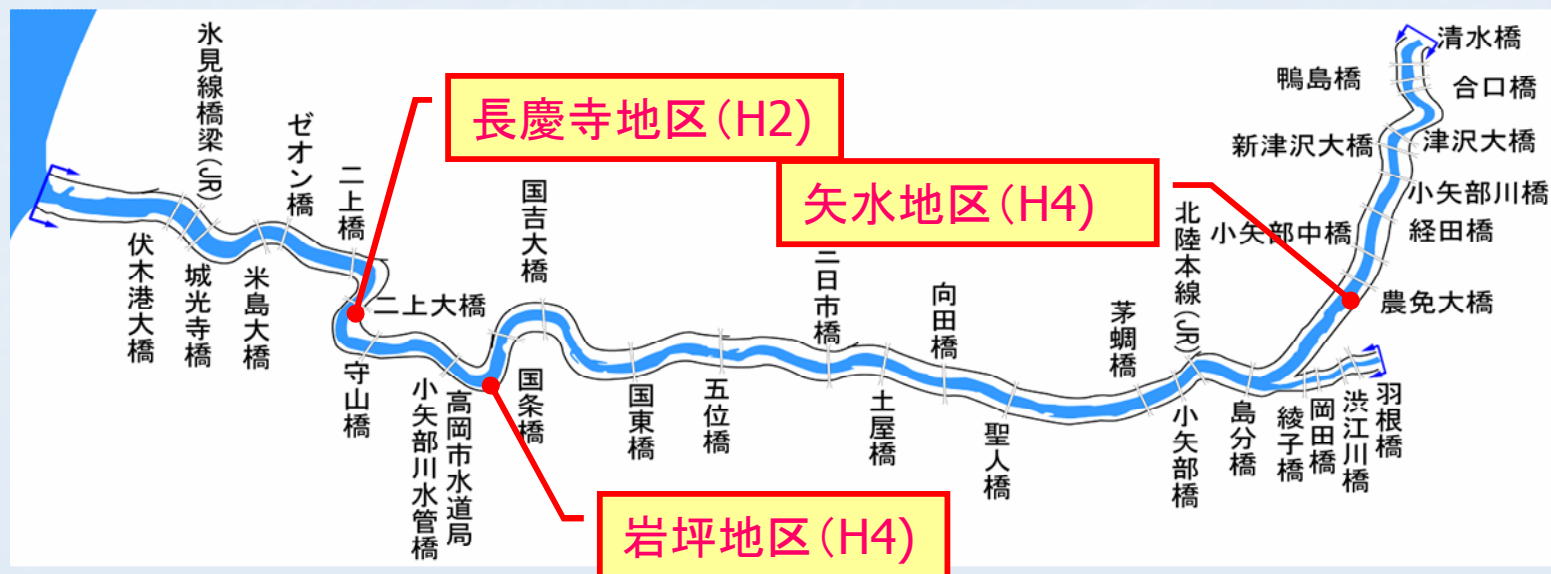 氷見線橋梁(JR)
ゼオン橋
二上橋
長慶寺地区(H2)
国吉大橋
矢水地区(H4)
三日市橋
向田橋
茅蜩橋
北陸本線(JR)
清水橋
鴨島橋
合口橋
新津沢大橋
津沢大橋
小矢部川橋
小矢部中橋
経田橋
農免大橋
伏木港大橋
城光寺橋
米島大橋
二上大橋
守山橋
高岡市水道局
小矢部川水管橋
国条橋
国東橋
五位橋
土屋橋
聖人橋
小矢部橋
島分橋
綾子橋
岡田橋
渋江川橋
羽根橋
岩坪地区(H4)